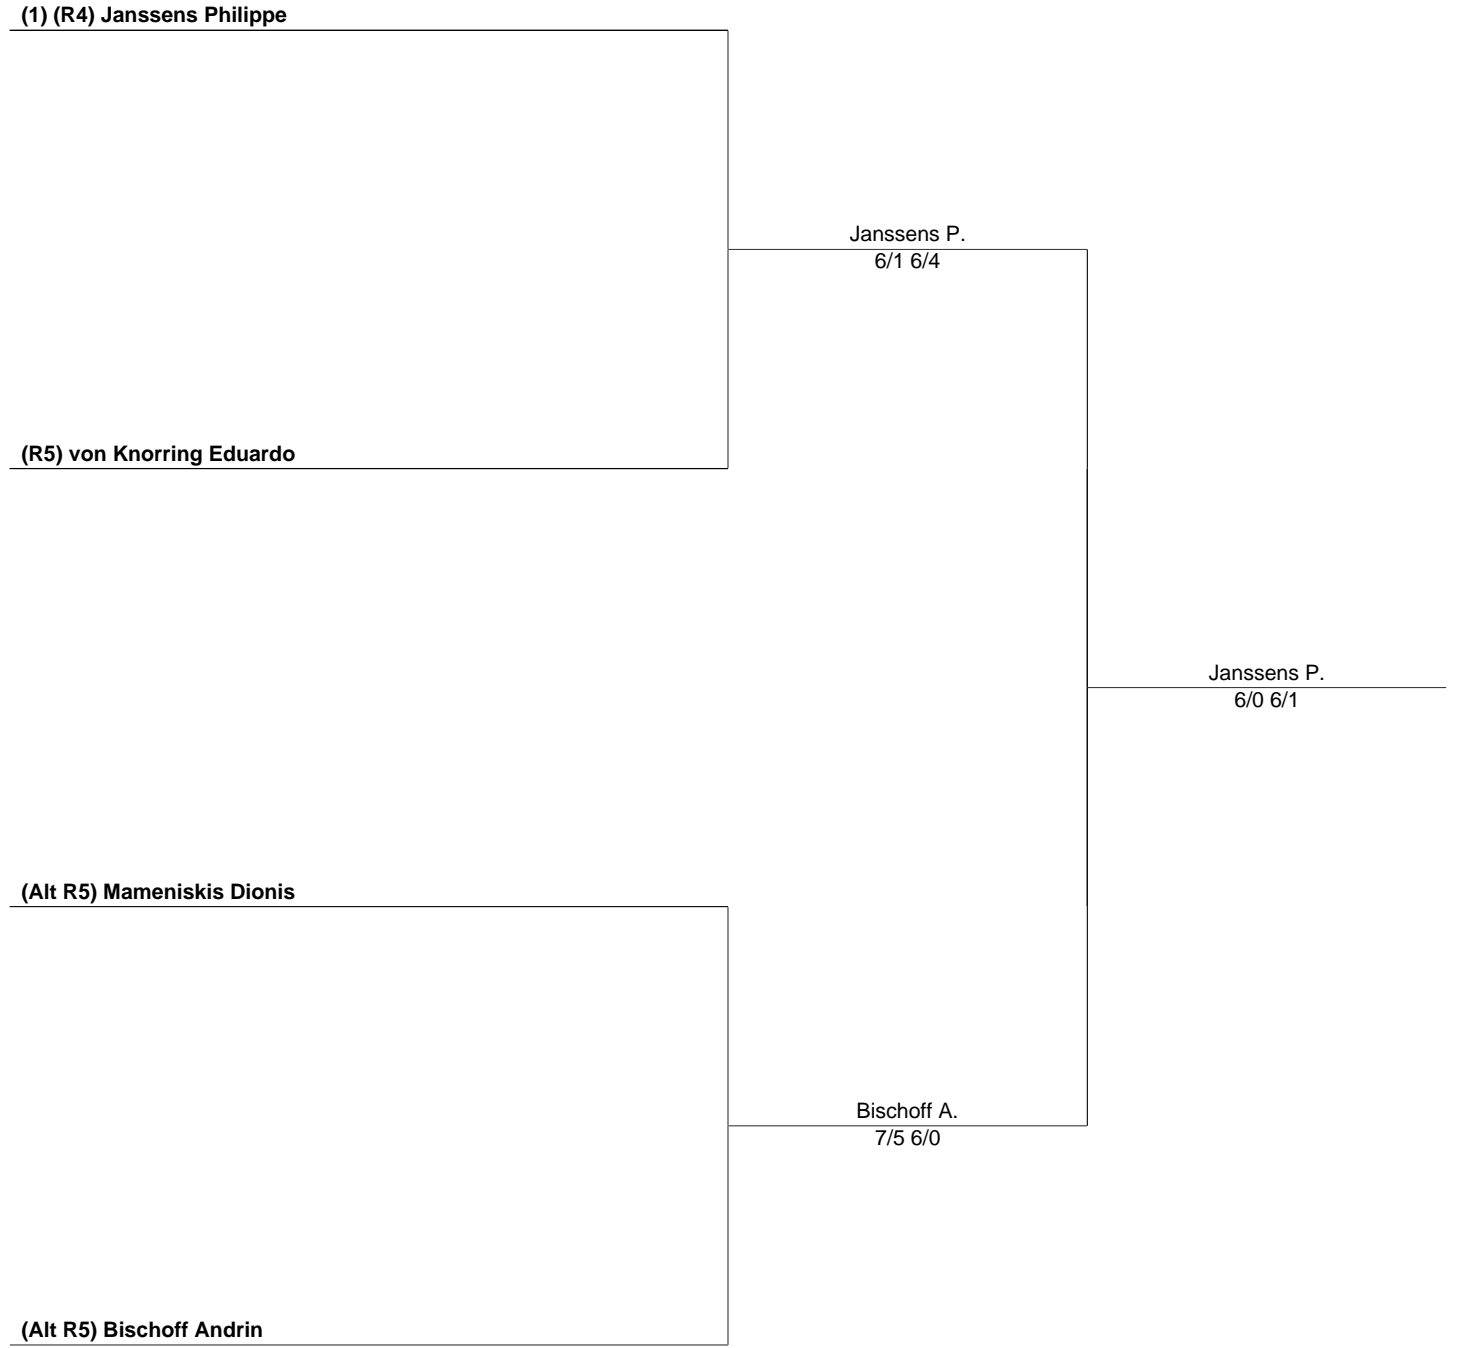 (1) (R4) Janssens Philippe
Janssens P.
6/1 6/4
(R5) von Knorring Eduardo
Janssens P.
6/0 6/1
(Alt R5) Mameniskis Dionis
Bischoff A.
7/5 6/0
(Alt R5) Bischoff Andrin